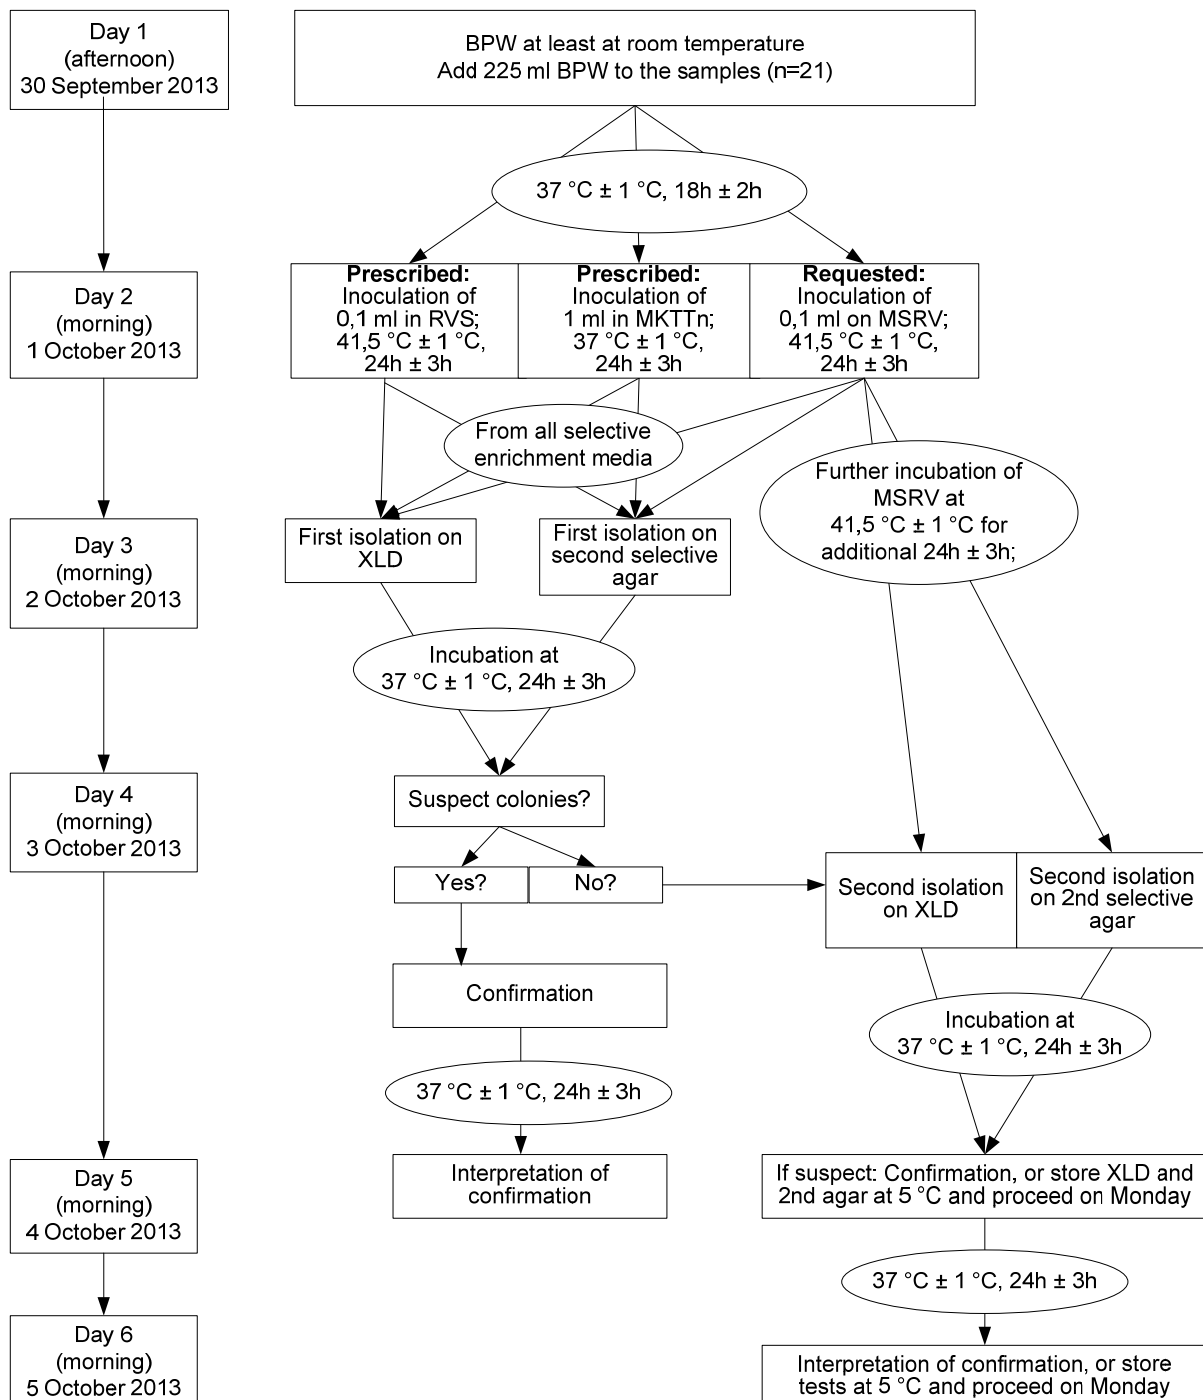 Day 1
(afternoon)
30 September 2013
BPW at least at room temperature
Add 225 ml BPW to the samples (n=21)
37 °C ± 1 °C, 18h ± 2h
Day 2
(morning)
1 October 2013
Prescribed:
Inoculation of
0,1 ml in RVS;
41,5 °C ± 1 °C,
24h ± 3h
Prescribed:
Inoculation of
1 ml in MKTTn;
37 °C ± 1 °C,
24h ± 3h
Requested:
Inoculation of
0,1 ml on MSRV;
41,5 °C ± 1 °C,
24h ± 3h
From all selective
enrichment media
Further incubation of
MSRV at
41,5 °C ± 1 °C for
additional 24h ± 3h;
Day 3
(morning)
2 October 2013
First isolation on
XLD
First isolation on
second selective
agar
Incubation at
37 °C ± 1 °C, 24h ± 3h
Day 4
(morning)
3 October 2013
Suspect colonies?
Yes?
No?
Second isolation
on XLD
Second isolation
on 2nd selective
agar
Confirmation
Incubation at
37 °C ± 1 °C, 24h ± 3h
37 °C ± 1 °C, 24h ± 3h
Day 5
(morning)
4 October 2013
Interpretation of
confirmation
If suspect: Confirmation, or store XLD and
2nd agar at 5 °C and proceed on Monday
37 °C ± 1 °C, 24h ± 3h
Day 6
(morning)
5 October 2013
Interpretation of confirmation, or store
tests at 5 °C and proceed on Monday